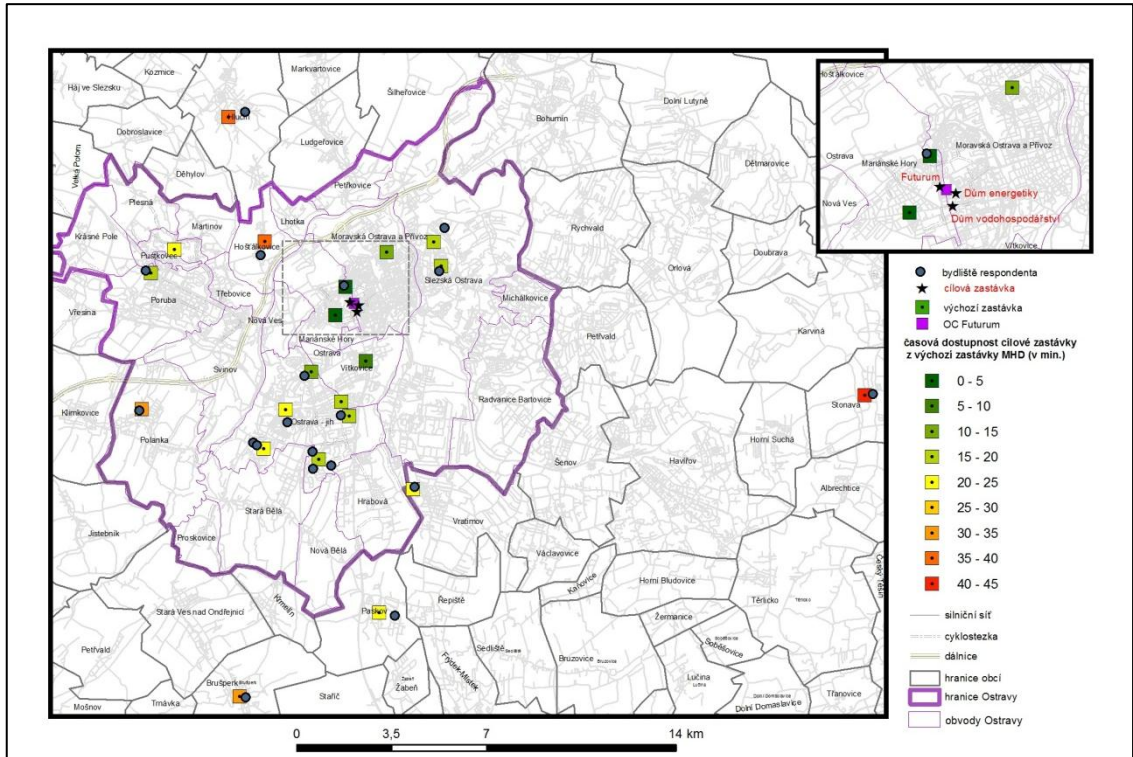 Kozmice
Markvartovice
Háj ve Slezsku
Šilheřovice
Dolní Lutyně
Bohumín
Dobroslavice
Ludgeřovice
Dětmarovice
Děhylov
Petřkovice
Plesná
Martinov
Lhotka
Krásné Pole
Hošťálkovice
Moravská Ostrava a Přívoz
Rychvald
Doubrava
Pustkovec
Orlová
Slezská Ostrava
Poruba
Třebovice
Michálkovice
Vřesina
Nová Ves
Karviná
Mariánské Hory
Petřvald
Ostrava
Svinov
Vítkovice
Klimkovice
Radvanice Bartovice
Stonava
Ostrava - jih
Polanka
Horní Suchá
Šenov
Havířov
Albrechtice
Stará Bělá
Hrabová
Vratimov
Jistebník
Proskovice
Nová Bělá
Václavovice
Kaňovice
Horní Bludovice
Český Těšín
Krmelín
Řepiště
Těrlicko
Stará Ves nad Ondřejnicí
Paskov
Žermanice
Sedliště
Soběšovice
Petřvald
Bruzovice
Brušperk
Žabeň
Lučina
Frýdek-Místek
Staříč
Třanovice
Mošnov
Trnávka
Dolní Domaslavice
Hošťálkovice
Moravská Ostrava a Přívoz
Ostrava
Mariánské Hory
Futurum
Dům energetiky
Nová Ves
Dům vodohospodářství
Vítkovice
bydliště respondenta
cílová zastávka
výchozí zastávka
OC Futurum
časová dostupnost cílové zastávky
z výchozí zastávky MHD (v min.)
0 - 5
5 - 10
10 - 15
15 - 20
20 - 25
25 - 30
30 - 35
35 - 40
40 - 45
silniční síť
cyklostezka
dálnice
hranice obcí
hranice Ostravy
obvody Ostravy
0 3,5 7 14 km